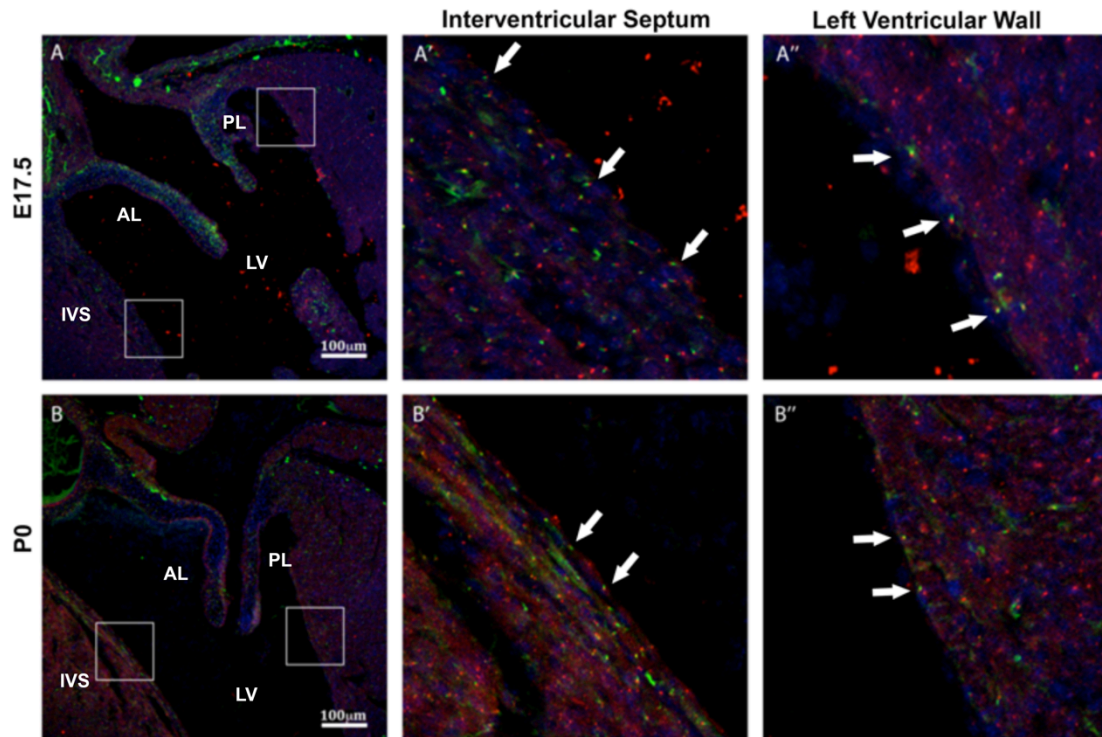 Interventricular Septum
Left Ventricular Wall
E17.5
A
PL
AL
LV
IVS
100μm
A'
A"
P0
B
AL
PL
IVS
LV
100μm
B'
B"